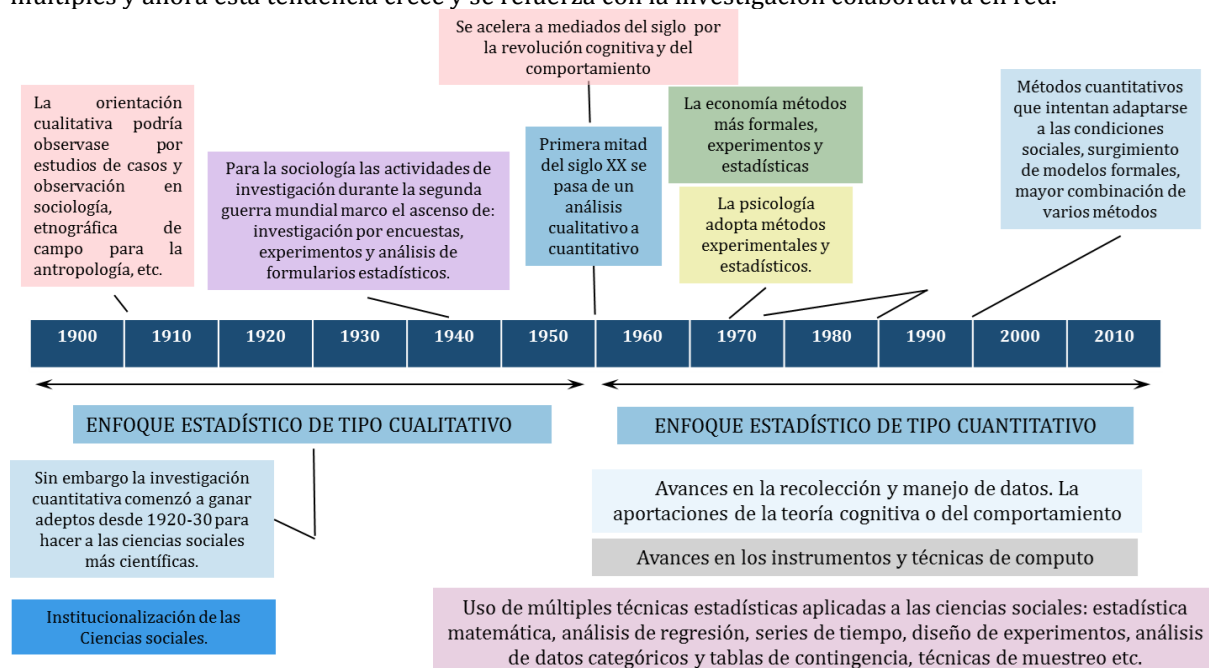 múltiples y ahora esta tendencia crece y se refuerza con la investigación colaborativa en red.
Se acelera a mediados del siglo por
la revolución cognitiva y del
comportamiento
La orientación
cualitativa podría
observase por
estudios de casos y
observación en
sociología,
etnográfica de
campo para la
antropología, etc.
Para la sociología las actividades de
investigación durante la segunda
guerra mundial marco el ascenso de:
investigación por encuestas,
experimentos y análisis de
formularios estadísticos.
Primera mitad
del siglo XX se
pasa de un
análisis
cualitativo a
cuantitativo
La economía métodos
más formales,
experimentos y
estadísticas
La psicología
adopta métodos
experimentales y
estadísticos.
Métodos cuantitativos
que intentan adaptarse
a las condiciones
sociales, surgimiento
de modelos formales,
mayor combinación de
varios métodos
1900 1910 1920 1930 1940 1950 1960 1970 1980 1990 2000 2010
ENFOQUE ESTADÍSTICO DE TIPO CUALITATIVO
ENFOQUE ESTADÍSTICO DE TIPO CUANTITATIVO
Sin embargo la investigación
cuantitativa comenzó a ganar
adeptos desde 1920-30 para
hacer a las ciencias sociales
más científicas.
Institucionalización de las
Ciencias sociales.
Avances en la recolección y manejo de datos. La
aportaciones de la teoría cognitiva o del comportamiento
Avances en los instrumentos y técnicas de computo
Uso de múltiples técnicas estadísticas aplicadas a las ciencias sociales: estadística
matemática, análisis de regresión, series de tiempo, diseño de experimentos, análisis
de datos categóricos y tablas de contingencia, técnicas de muestreo etc.